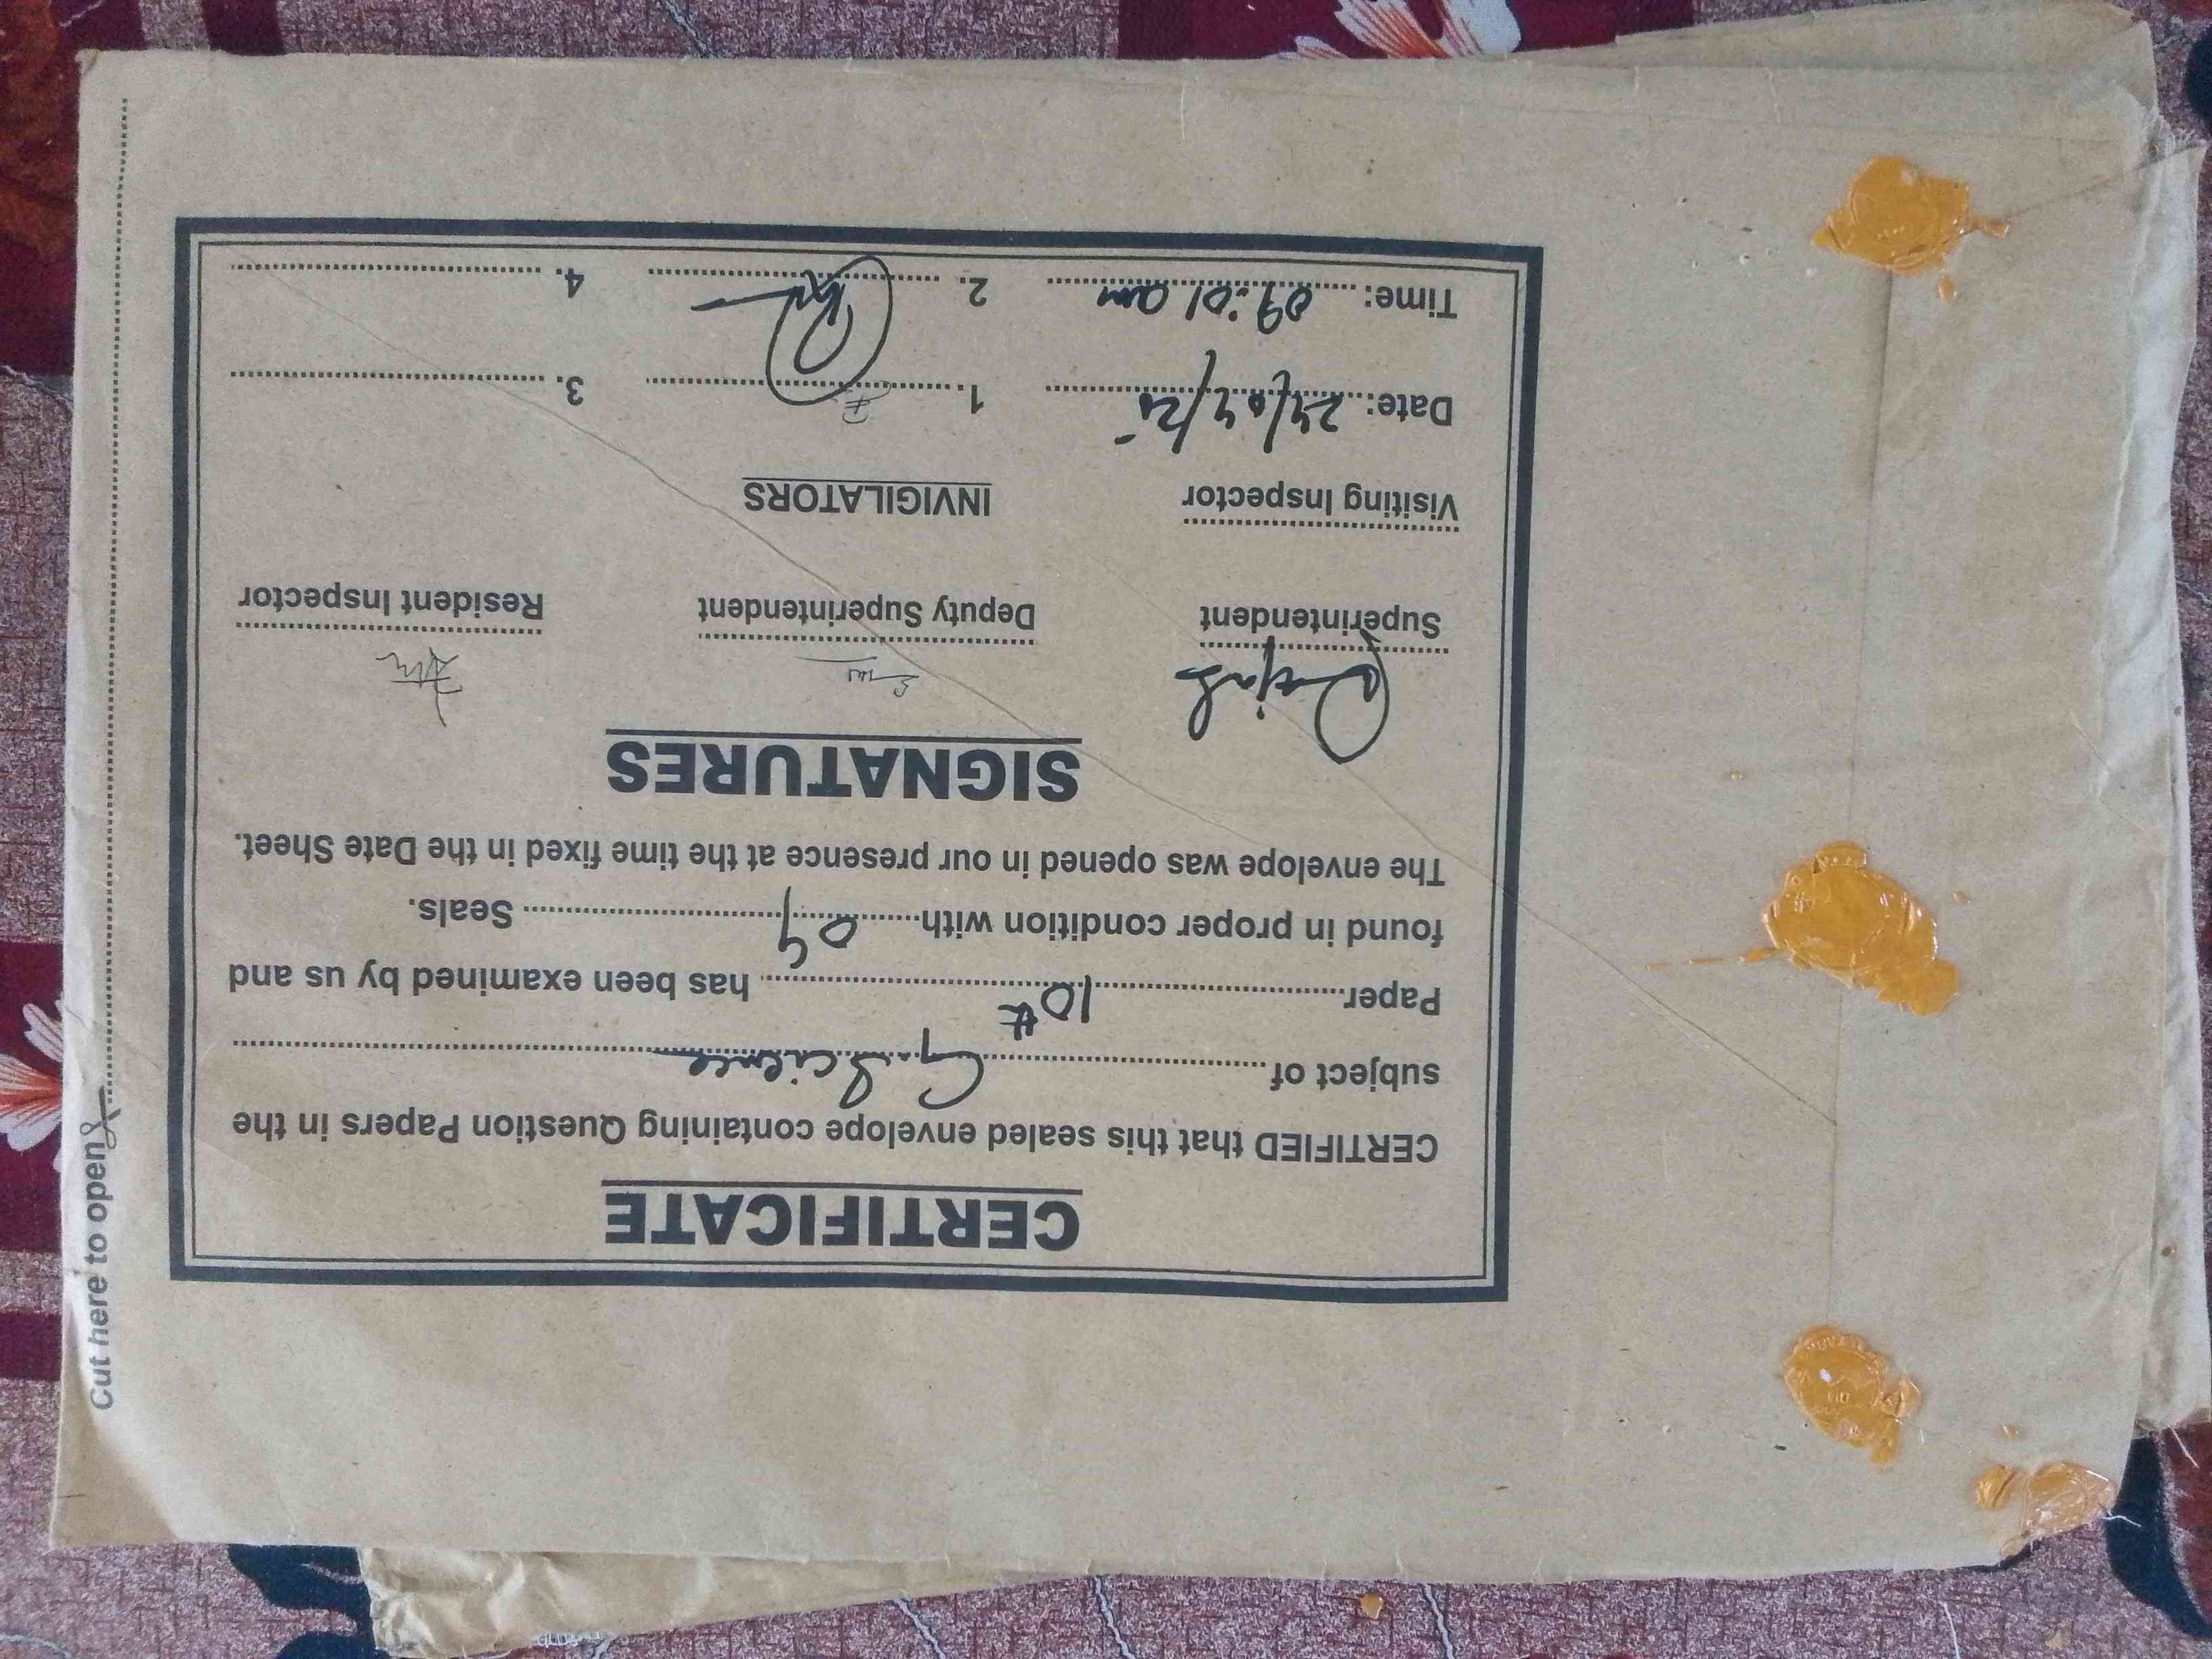 CERTIFICATE
CERTIFIED that this sealed envelope containing Question Papers in the
subject of.......... G. Science ..........
Paper.......... 10th .......... has been examined by us and
found in proper condition with.......... 09 .......... Seals.
The envelope was opened in our presence at the time fixed in the Date Sheet.
SIGNATURES
Superintendent Deputy Superintendent Resident Inspector
Visiting Inspector INVIGILATORS
Date: 24/04/25 1. 3.
Time: 09:01 am 2. 4.
Cut here to open